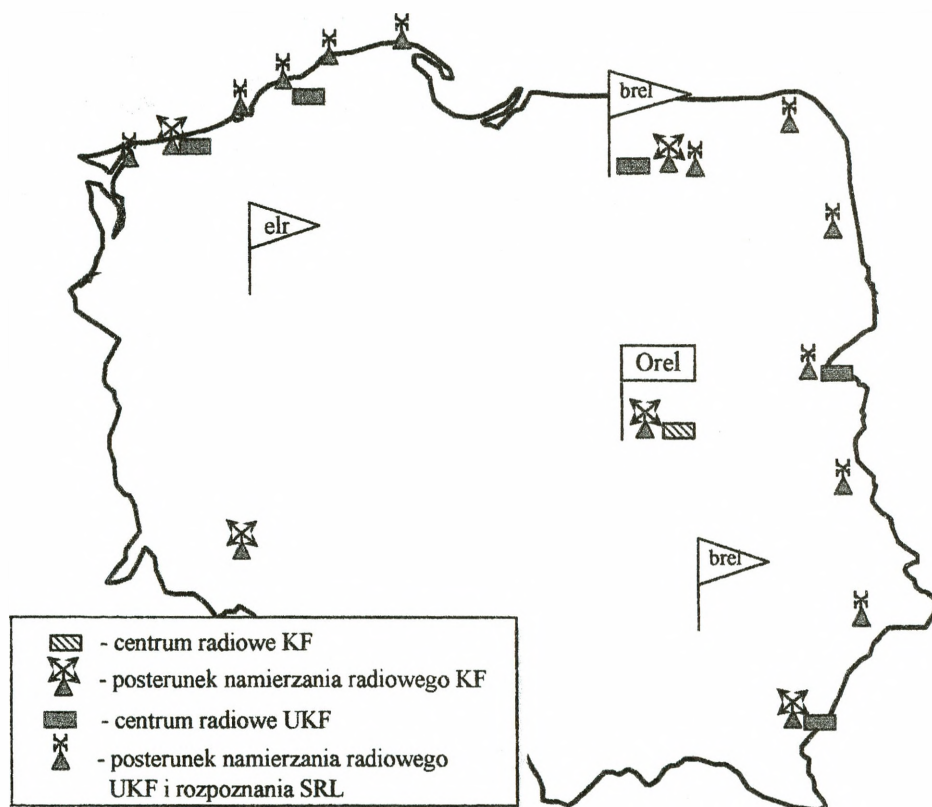 brel
elr
Orel
brel
- centrum radiowe KF
- posterunek namierzania radiowego KF
- centrum radiowe UKF
- posterunek namierzania radiowego
UKF i rozpoznania SRL